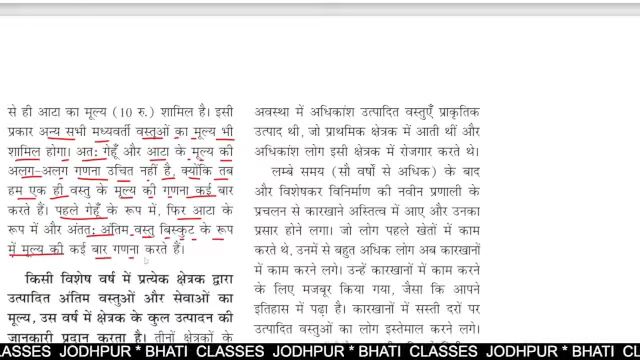 से ही आटा का मूल्य (10 रु.) शामिल है। इसी
प्रकार अन्य सभी मध्यवर्ती वस्तुओं का मूल्य भी
शामिल होगा। अतः गेहूँ और आटा के मूल्य की
अलग-अलग गणना उचित नहीं है, क्योंकि तब
हम एक ही वस्तु के मूल्य की गणना कई बार
करते हैं। पहले गेहूँ के रूप में, फिर आटा के
रूप में और अंततः अंतिम वस्तु बिस्कुट के रूप
में मूल्य की कई बार गणना करते हैं।
किसी विशेष वर्ष में प्रत्येक क्षेत्रक द्वारा
उत्पादित अंतिम वस्तुओं और सेवाओं का
मूल्य, उस वर्ष में क्षेत्रक के कुल उत्पादन की
जानकारी प्रदान करता है। तीनों क्षेत्रकों के
अवस्था में अधिकांश उत्पादित वस्तुएँ प्राकृतिक
उत्पाद थी, जो प्राथमिक क्षेत्रक में आती थीं और
अधिकांश लोग इसी क्षेत्रक में रोजगार करते थे।
लम्बे समय (सौ वर्षों से अधिक) के बाद
और विशेषकर विनिर्माण की नवीन प्रणाली के
प्रचलन से कारखाने अस्तित्व में आए और उनका
प्रसार होने लगा। जो लोग पहले खेतों में काम
करते थे, उनमें से बहुत अधिक लोग अब कारखानों
में काम करने लगे। उन्हें कारखानों में काम करने
के लिए मजबूर किया गया, जैसा कि आपने
इतिहास में पढ़ा है। कारखानों में सस्ती दरों पर
उत्पादित वस्तुओं का लोग इस्तेमाल करने लगे।
CLASSES JODHPUR * BHATI CLASSES JODHPUR * BHATI CLASSES JODHPUR * BHATI